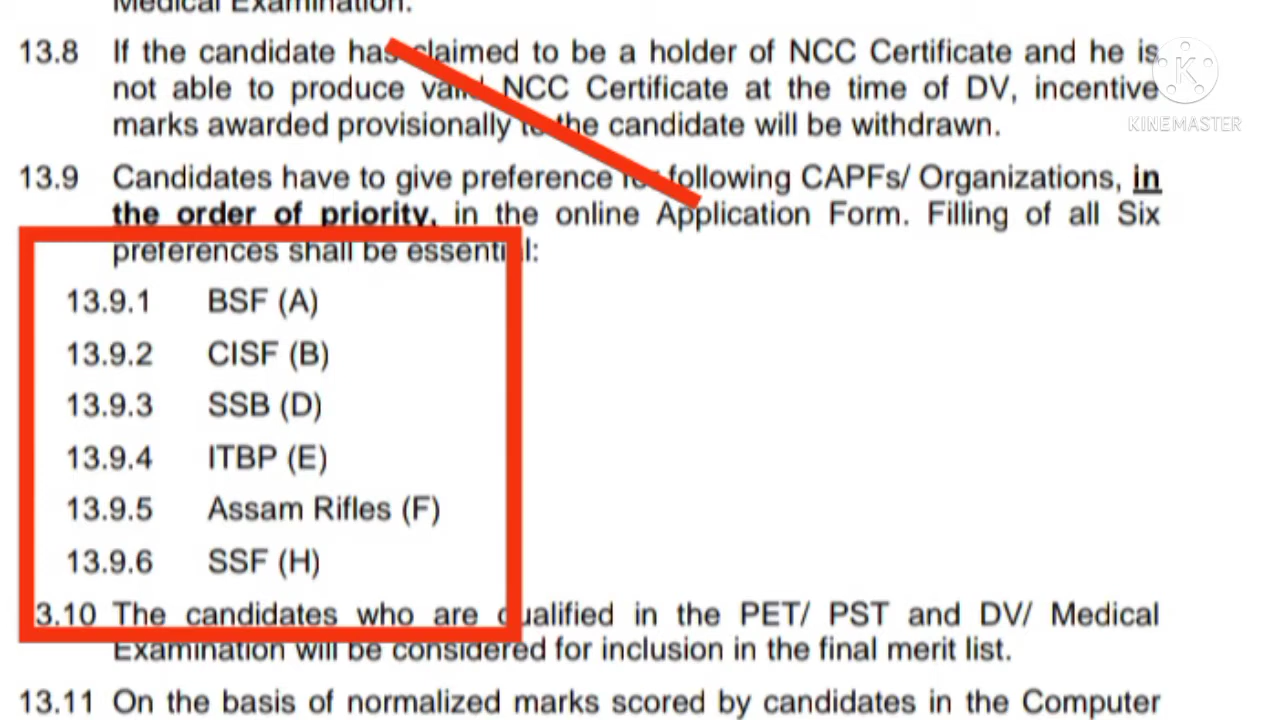 Medical Examination.
13.8 If the candidate has claimed to be a holder of NCC Certificate and he is
not able to produce valid NCC Certificate at the time of DV, incentive
marks awarded provisionally to the candidate will be withdrawn.
13.9 Candidates have to give preference for following CAPFs/ Organizations, in
the order of priority, in the online Application Form. Filling of all Six
preferences shall be essential:
13.9.1 BSF (A)
13.9.2 CISF (B)
13.9.3 SSB (D)
13.9.4 ITBP (E)
13.9.5 Assam Rifles (F)
13.9.6 SSF (H)
3.10 The candidates who are qualified in the PET/ PST and DV/ Medical
Examination will be considered for inclusion in the final merit list.
13.11 On the basis of normalized marks scored by candidates in the Computer
K
KINEMASTER